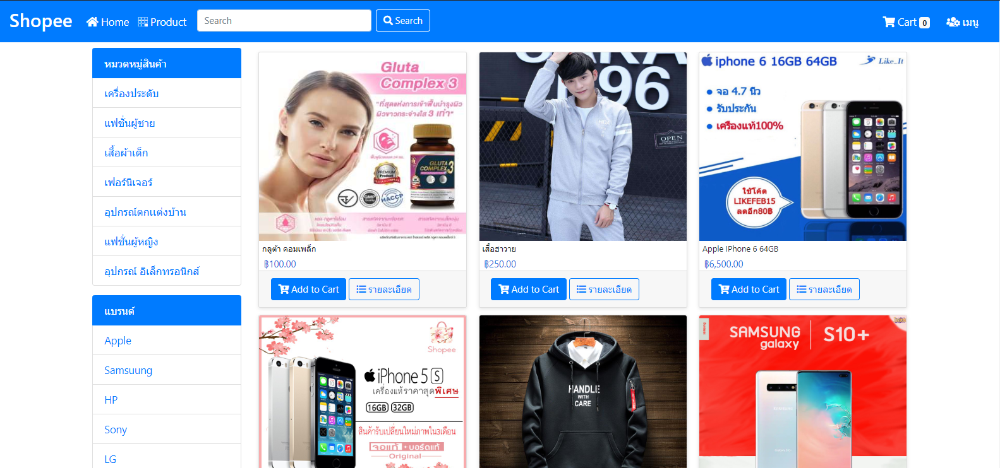 Shopee
Home
Product
Search
Search
Cart 0
เมนู
หมวดหมู่สินค้า
เครื่องประดับ
แฟชั่นผู้ชาย
เสื้อผ้าเด็ก
เฟอร์นิเจอร์
อุปกรณ์ตกแต่งบ้าน
แฟชั่นผู้หญิง
อุปกรณ์ อิเล็กทรอนิกส์
แบรนด์
Apple
Samsuung
HP
Sony
LG
Gluta
Complex 3
"ที่สุดแห่งการเข้าฟื้นบำรุงผิว
ผิวขาวกระจ่างใส 3 เท่า"
PREMIUM
Product
GLUTA
COMPLEX 3
GMP
HACCP
กลูต้า คอมเพล็ก
฿100.00
Add to Cart
รายละเอียด
96
OPEN
เสื้อฮาวาย
฿250.00
Add to Cart
รายละเอียด
iphone 6 16GB 64GB
Like_It
จอ 4.7 นิ้ว
รับประกัน
เครื่องแท้100%
ใช้โค้ด
LIKEFEB15
ลดอีก80฿
Apple IPhone 6 64GB
฿6,500.00
Add to Cart
รายละเอียด
Shopee
iPhone 5 S
เครื่องแท้ราคาสุดพิเศษ
16GB 32GB
สินค้ารับเปลี่ยนใหม่ภาพใน3เดือน
จอแท้ + บอร์ดแท้
Original
HANDLE
WITH
CARE
SAMSUNG
galaxy
S10+
SAMSUNG